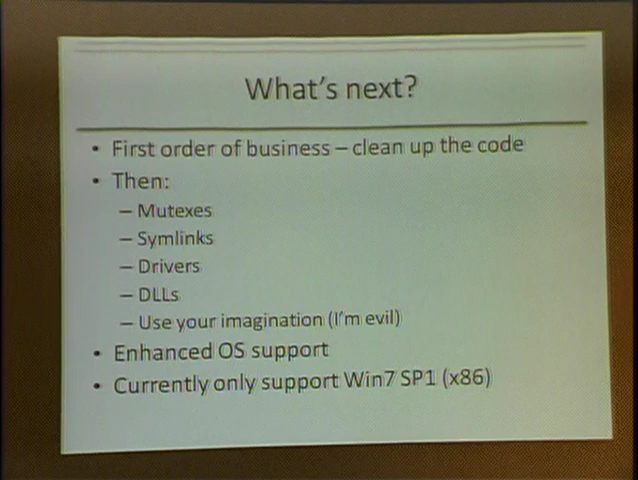 What's next?
• First order of business – clean up the code
• Then:
– Mutexes
– Symlinks
– Drivers
– DLLs
– Use your imagination (I'm evil)
• Enhanced OS support
• Currently only support Win7 SP1 (x86)